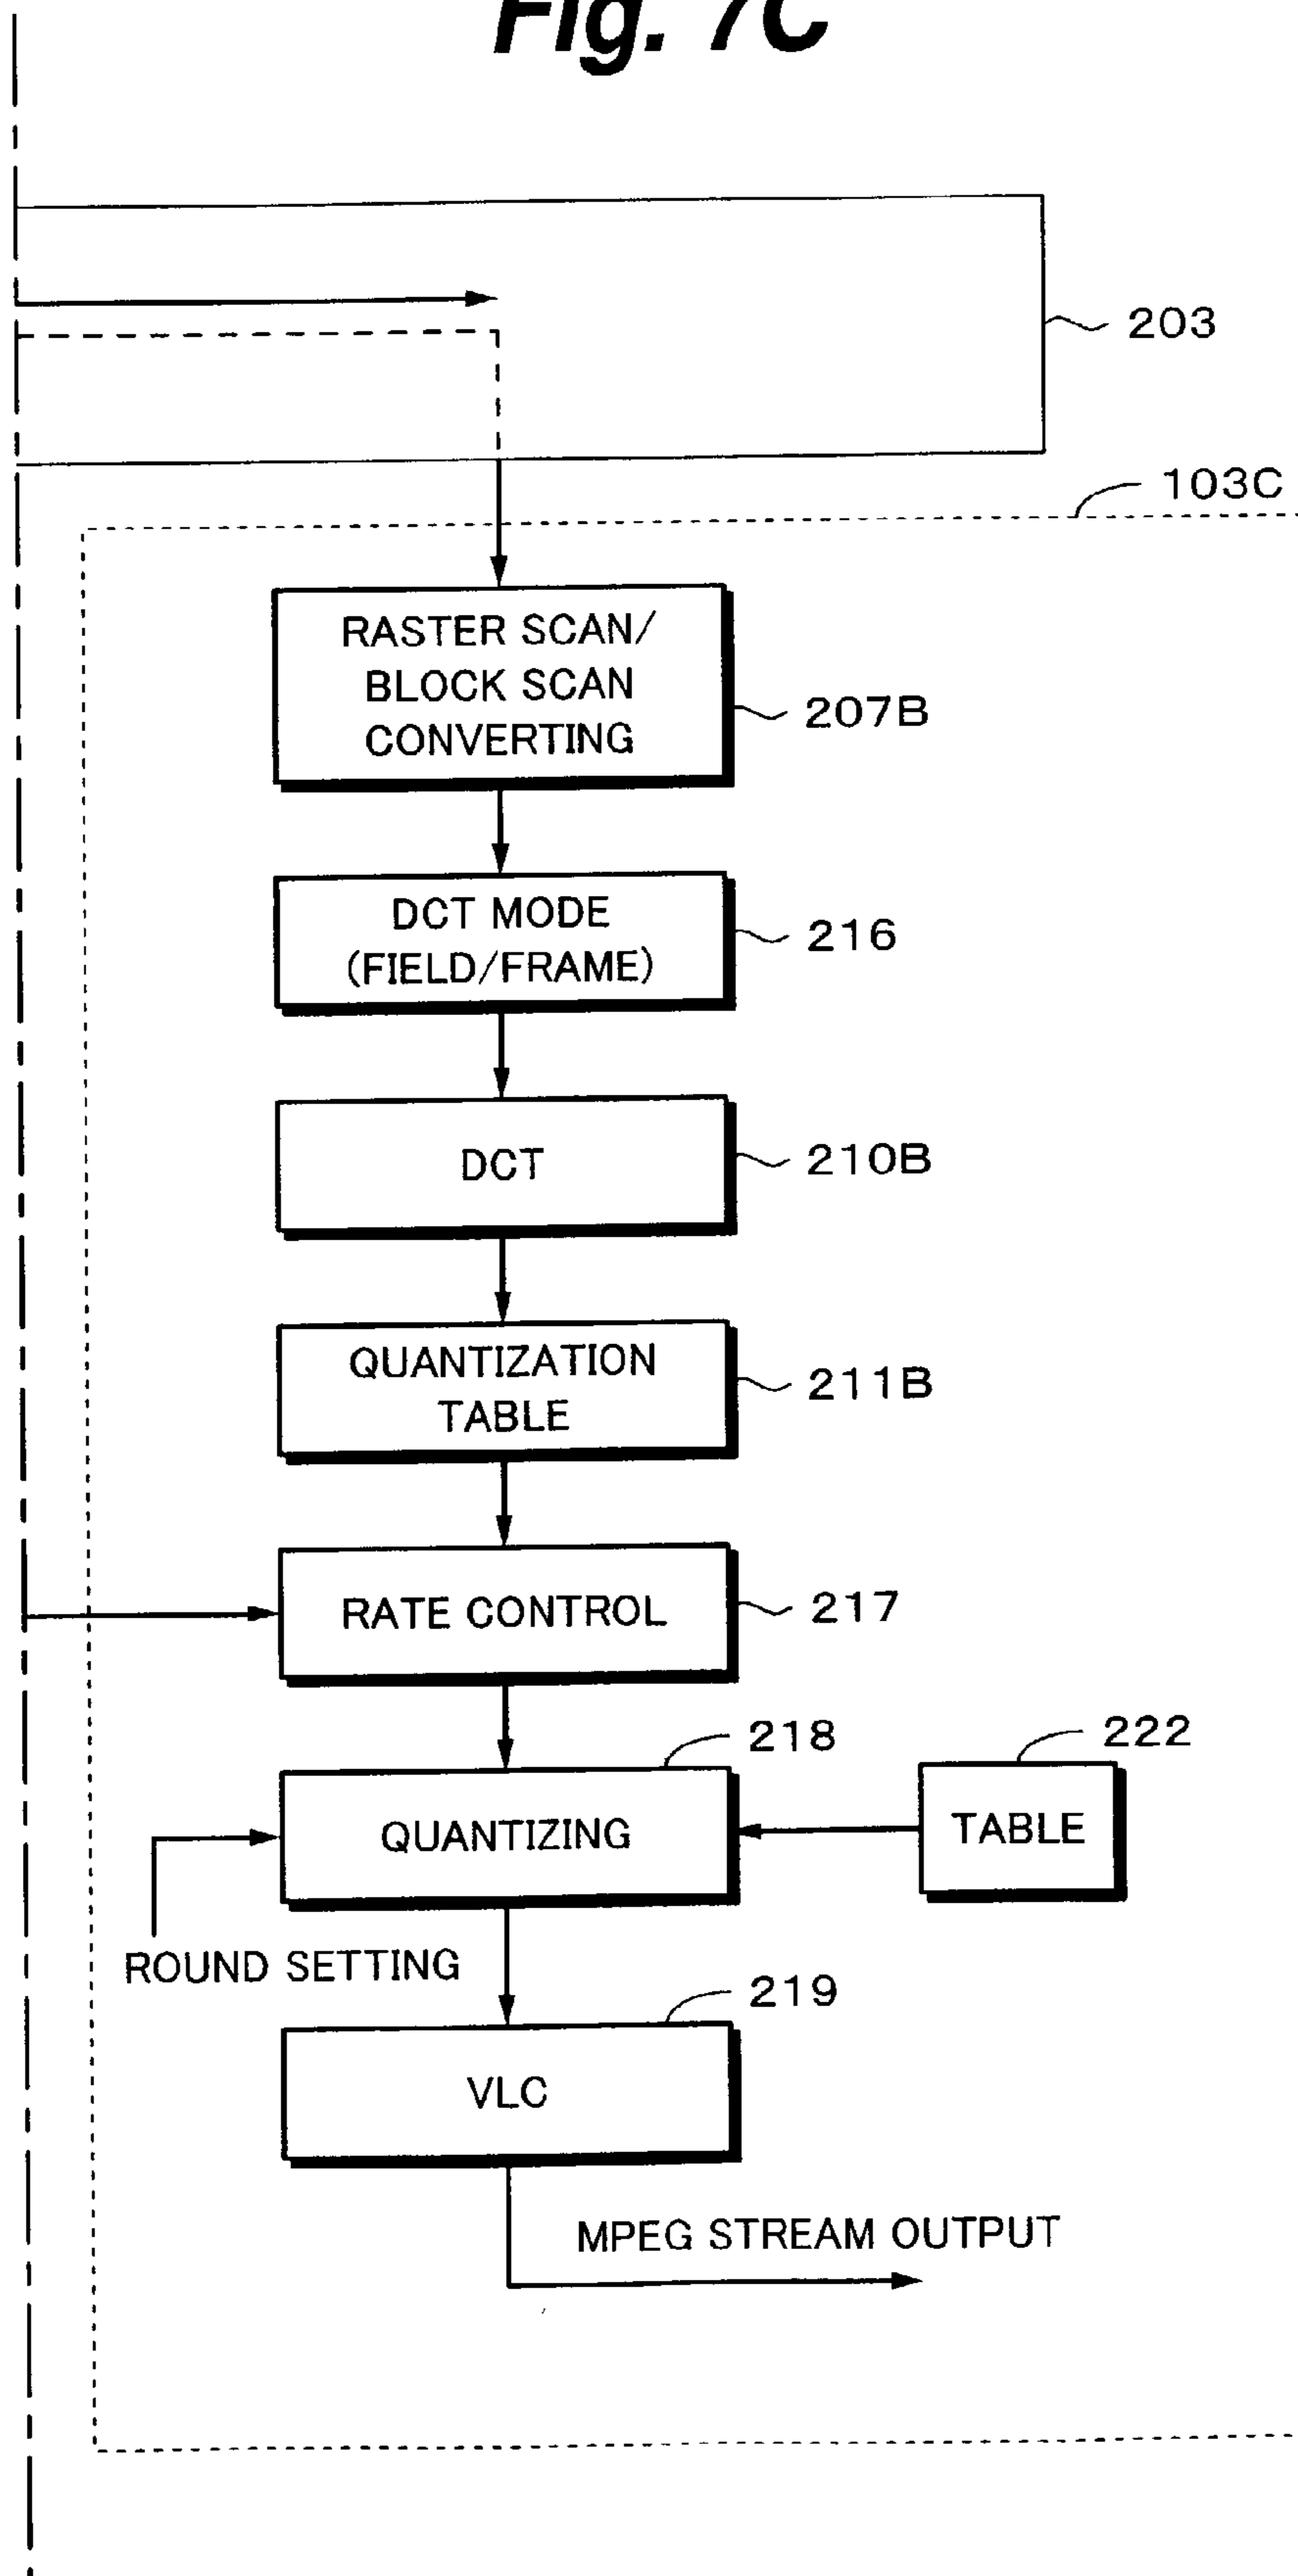 Fig. 7C
203
103C
RASTER SCAN/
BLOCK SCAN
CONVERTING
207B
DCT MODE
(FIELD/FRAME)
216
DCT
210B
QUANTIZATION
TABLE
211B
RATE CONTROL
217
218
222
QUANTIZING
TABLE
ROUND SETTING
219
VLC
MPEG STREAM OUTPUT